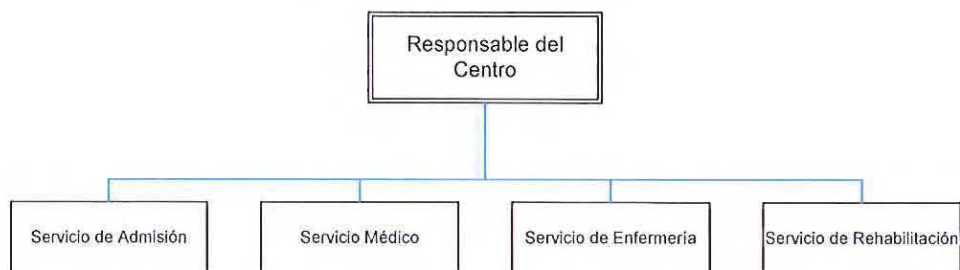 Responsable del
Centro
Servicio de Admisión
Servicio Médico
Servicio de Enfermería
Servicio de Rehabilitación